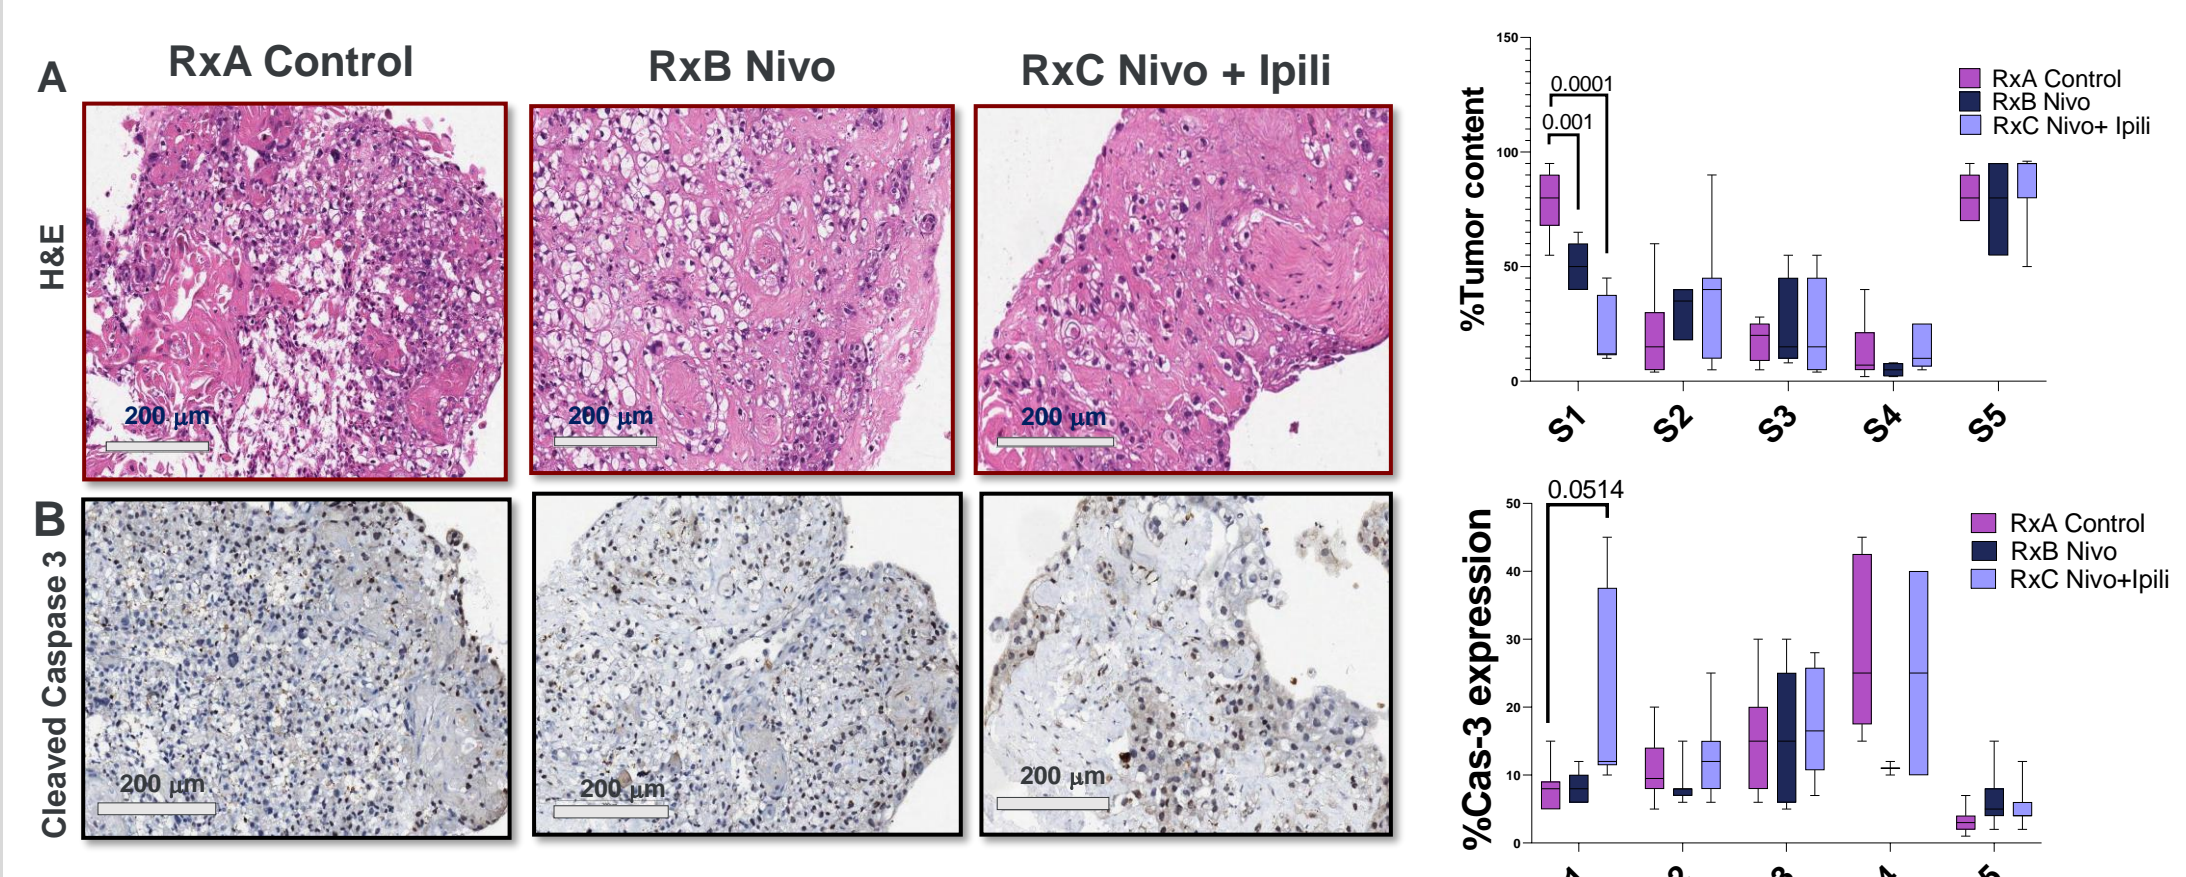 A
RxA Control
RxB Nivo
RxC Nivo + Ipili
H&E
200 μm
200 μm
200 μm
B
Cleaved Caspase 3
200 μm
200 μm
200 μm
%Tumor content
150
100
50
0
0.0001
0.001
RxA Control
RxB Nivo
RxC Nivo+ Ipili
S1
S2
S3
S4
S5
%Cas-3 expression
50
40
30
20
10
0
0.0514
RxA Control
RxB Nivo
RxC Nivo+Ipili